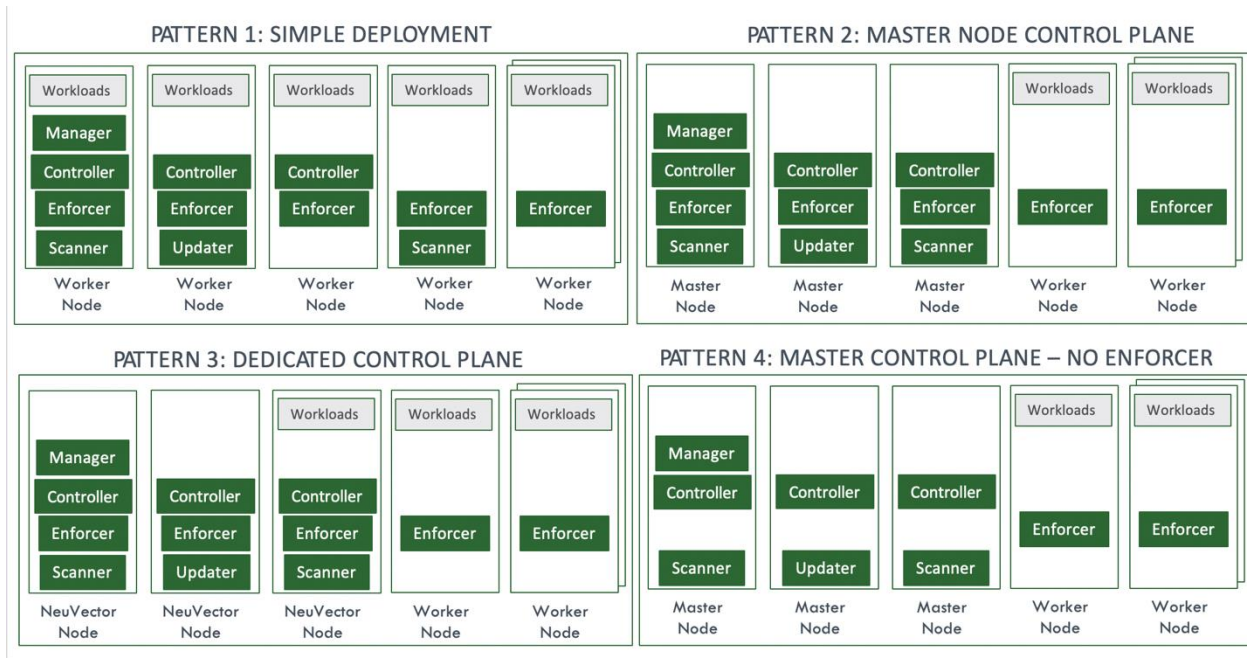 PATTERN 1: SIMPLE DEPLOYMENT
Workloads Workloads Workloads Workloads Workloads
Manager
Controller Controller Controller
Enforcer Enforcer Enforcer Enforcer Enforcer
Scanner Updater Scanner
Worker Worker Worker Worker Worker
Node Node Node Node Node
PATTERN 2: MASTER NODE CONTROL PLANE
Workloads Workloads
Manager
Controller Controller Controller
Enforcer Enforcer Enforcer Enforcer Enforcer
Scanner Updater Scanner
Master Master Master Worker Worker
Node Node Node Node Node
PATTERN 3: DEDICATED CONTROL PLANE
Workloads Workloads Workloads
Manager
Controller Controller Controller
Enforcer Enforcer Enforcer Enforcer Enforcer
Scanner Updater Scanner
NeuVector NeuVector NeuVector Worker Worker
Node Node Node Node Node
PATTERN 4: MASTER CONTROL PLANE – NO ENFORCER
Workloads Workloads
Manager
Controller Controller Controller
Enforcer Enforcer
Scanner Updater Scanner
Master Master Master Worker Worker
Node Node Node Node Node